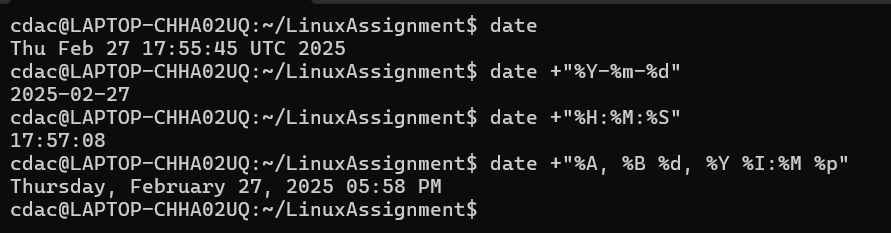 cdac@LAPTOP-CHHA02UQ:~/LinuxAssignment$ date
Thu Feb 27 17:55:45 UTC 2025
cdac@LAPTOP-CHHA02UQ:~/LinuxAssignment$ date +"%Y-%m-%d"
2025-02-27
cdac@LAPTOP-CHHA02UQ:~/LinuxAssignment$ date +"%H:%M:%S"
17:57:08
cdac@LAPTOP-CHHA02UQ:~/LinuxAssignment$ date +"%A, %B %d, %Y %I:%M %p"
Thursday, February 27, 2025 05:58 PM
cdac@LAPTOP-CHHA02UQ:~/LinuxAssignment$